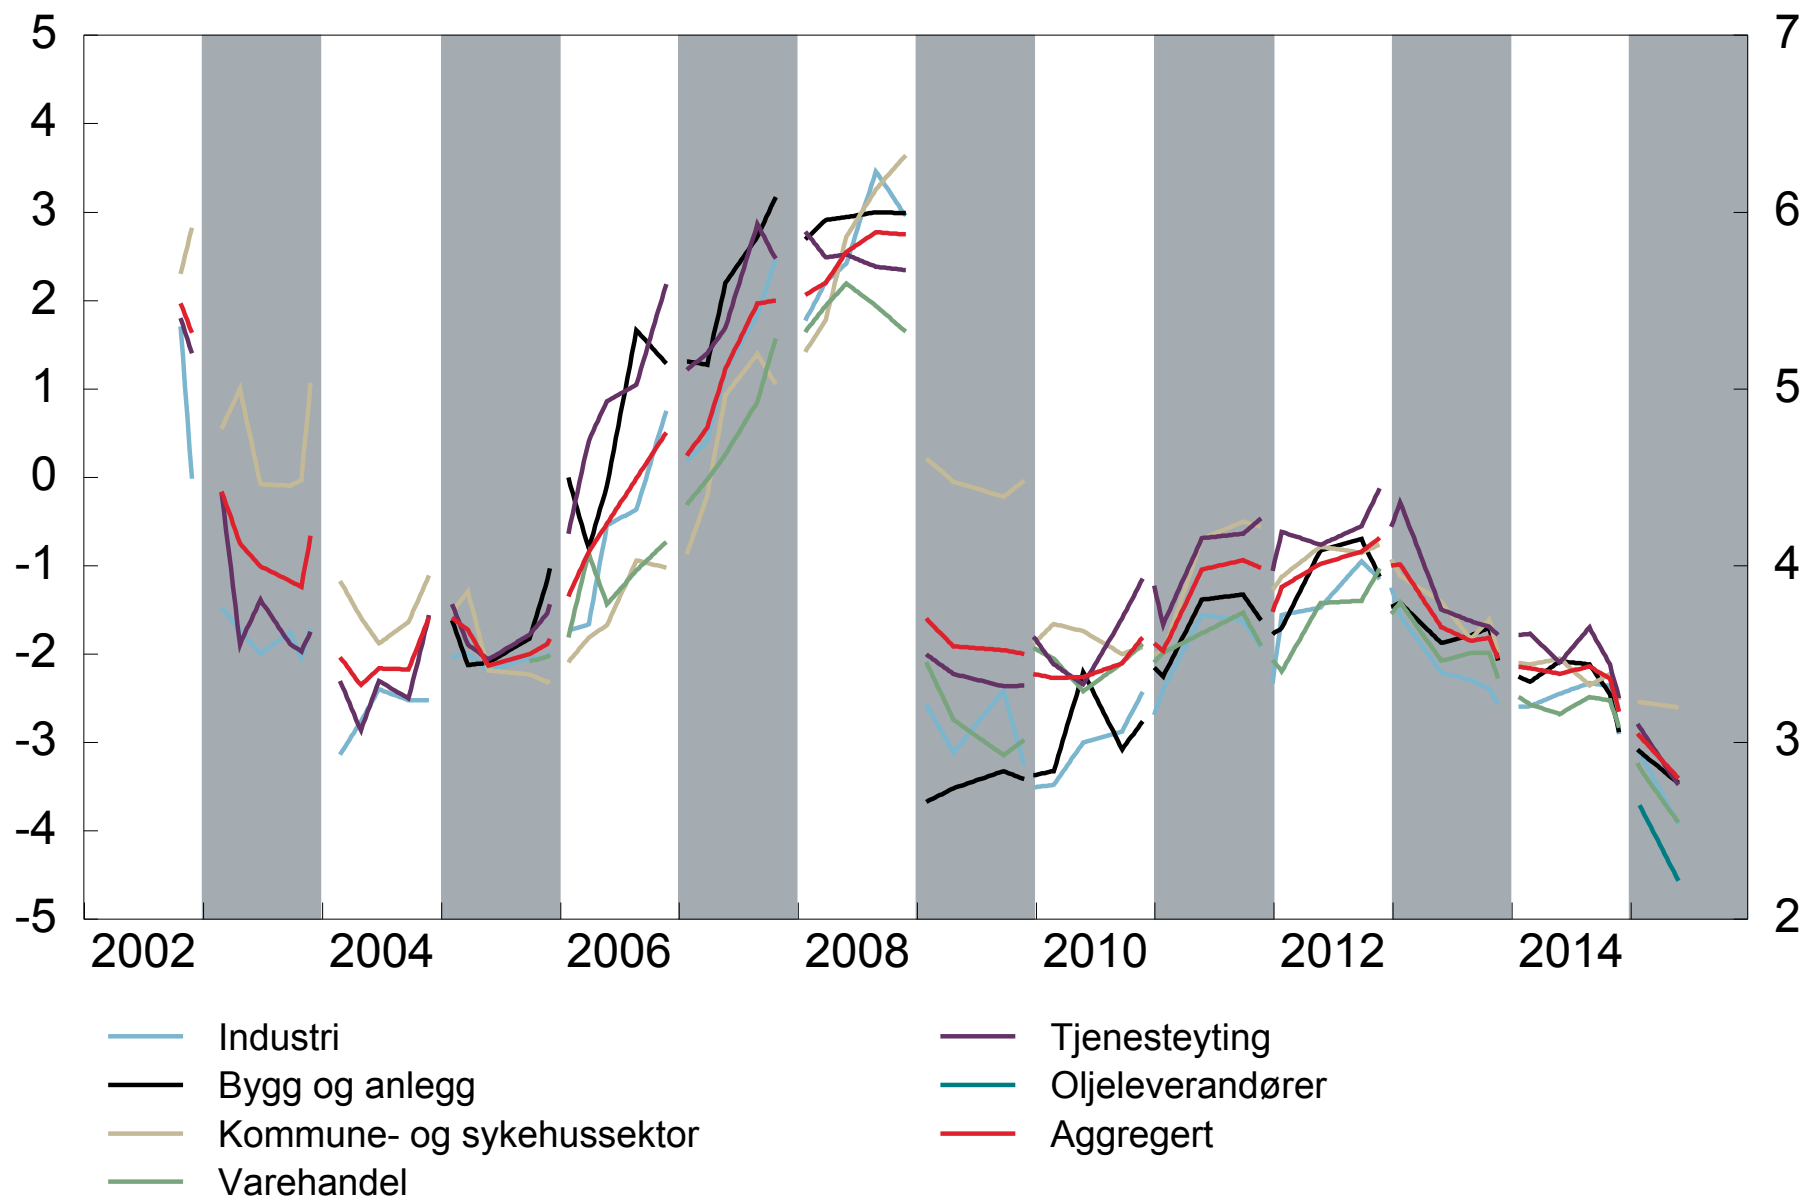 5 7
4
3 6
2
1 5
0
-1 4
-2
-3 3
-4
-5 2
2002 2004 2006 2008 2010 2012 2014
Industri
Bygg og anlegg
Kommune- og sykehussektor
Varehandel
Tjenesteyting
Oljeleverandører
Aggregert